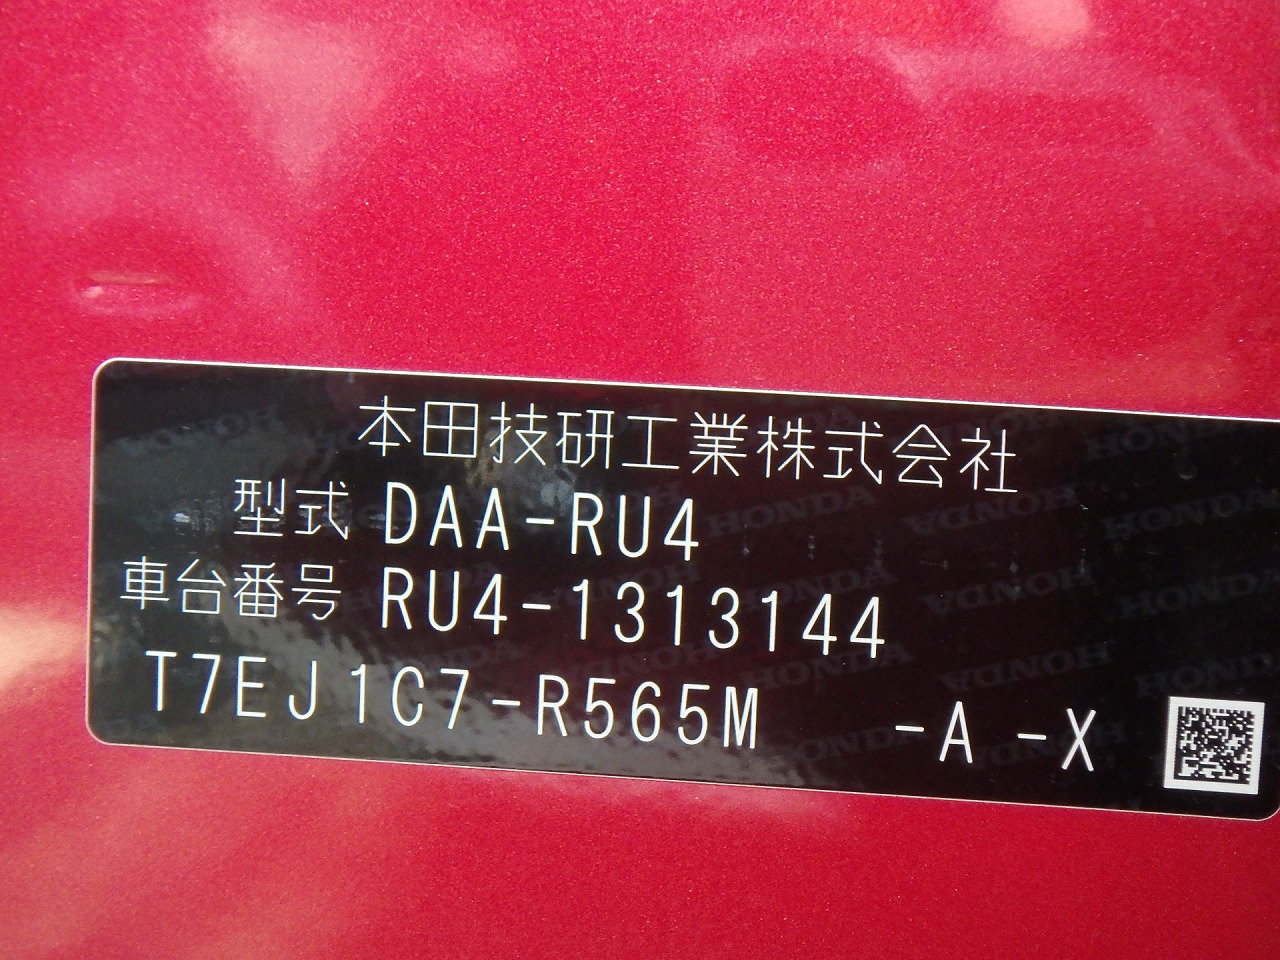 本田技研工業株式会社
型式 DAA-RU4
車台番号 RU4-1313144
T7EJ1C7-R565M -A -X